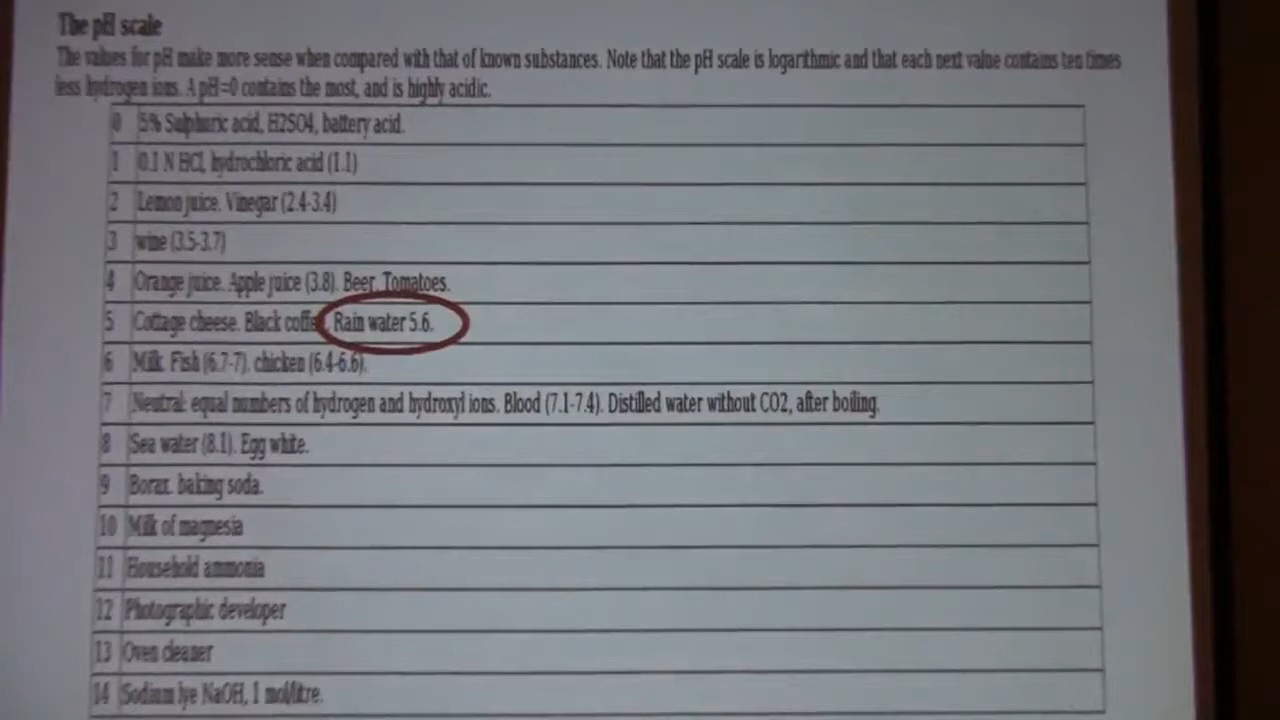 The pH scale
The values for pH make more sense when compared with that of known substances. Note that the pH scale is logarithmic and that each next value contains ten times
less hydrogen ions. A pH=0 contains the most, and is highly acidic.
0 5% Sulphuric acid, H2SO4, battery acid.
1 0.1 N HCl, hydrochloric acid (1.1)
2 Lemon juice. Vinegar (2.4-3.4)
3 wine (3.5-3.7)
4 Orange juice. Apple juice (3.8). Beer. Tomatoes.
5 Cottage cheese. Black coffee. Rain water 5.6.
6 Milk. Fish (6.7-7). chicken (6.4-6.6).
7 Neutral: equal numbers of hydrogen and hydroxyl ions. Blood (7.1-7.4). Distilled water without CO2, after boiling.
8 Sea water (8.1). Egg white.
9 Borax. baking soda.
10 Milk of magnesia
11 Household ammonia
12 Photographic developer
13 Oven cleaner
14 Sodium lye NaOH, 1 mol/litre.